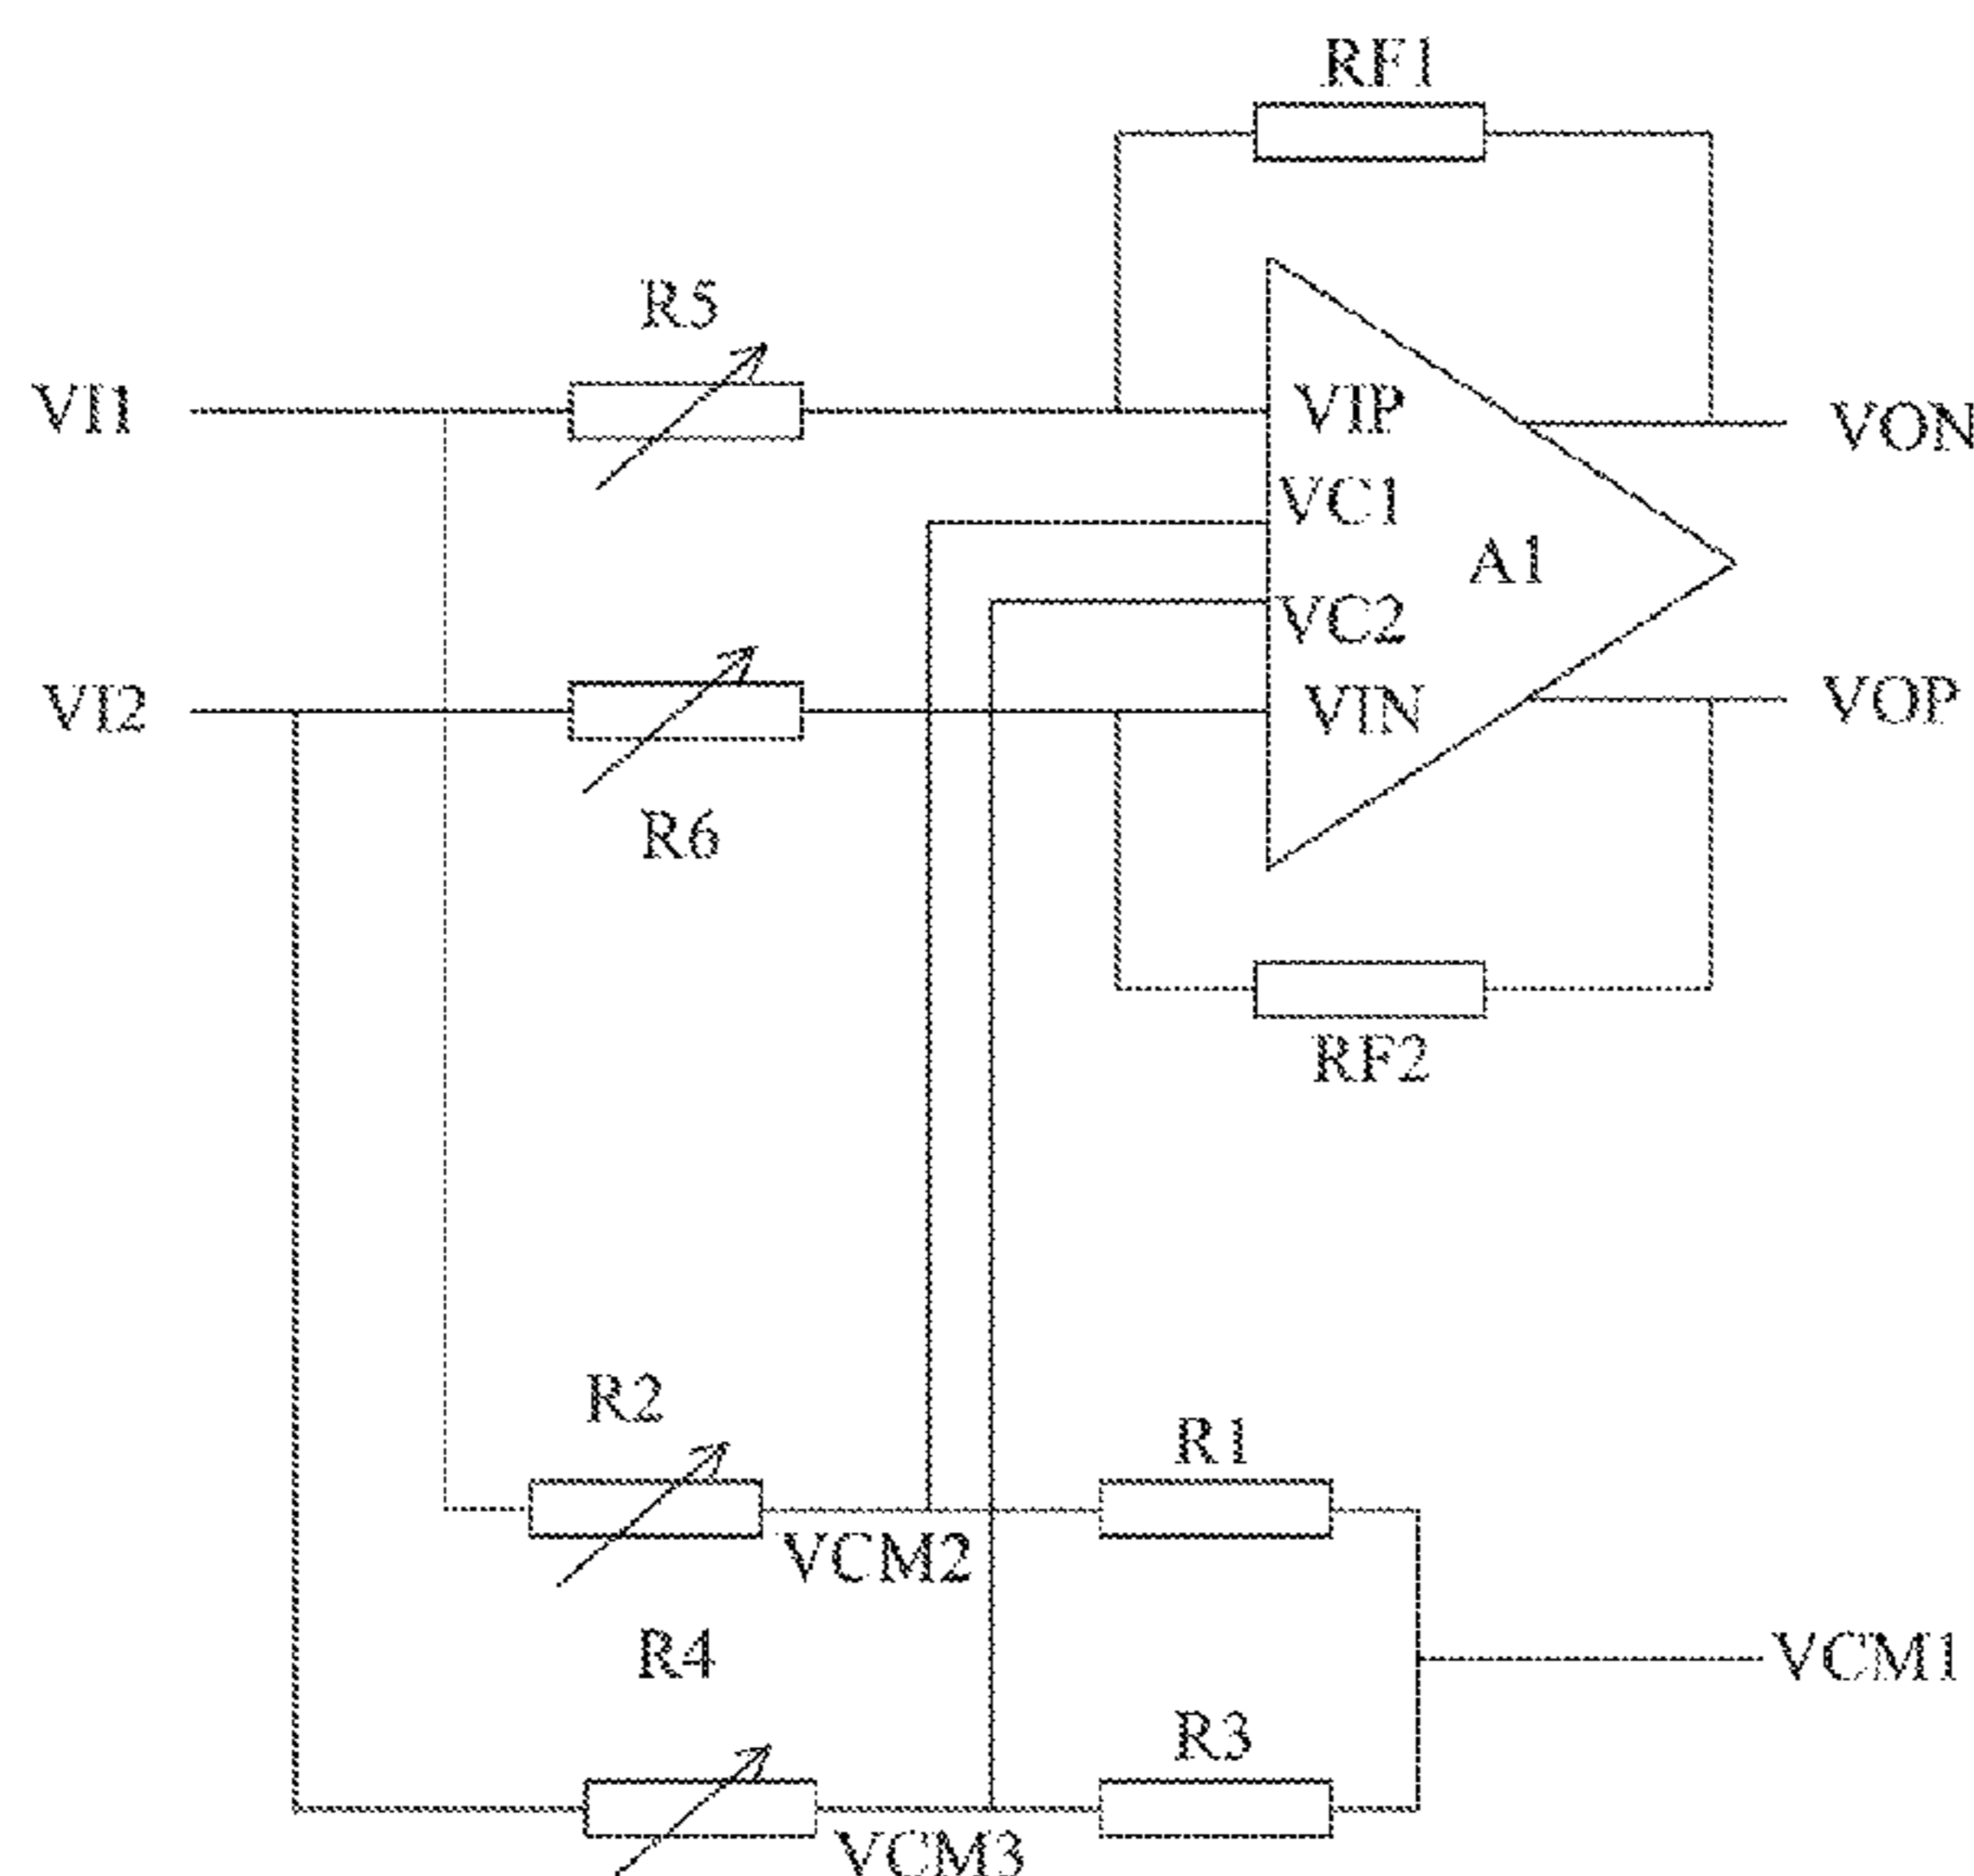 RF1
R5
VI1
VIP
VON
VC1
A1
VC2
VI2
VIN
VOP
R6
RF2
R2
R1
VCM2
R4
VCM1
R3
VCM3